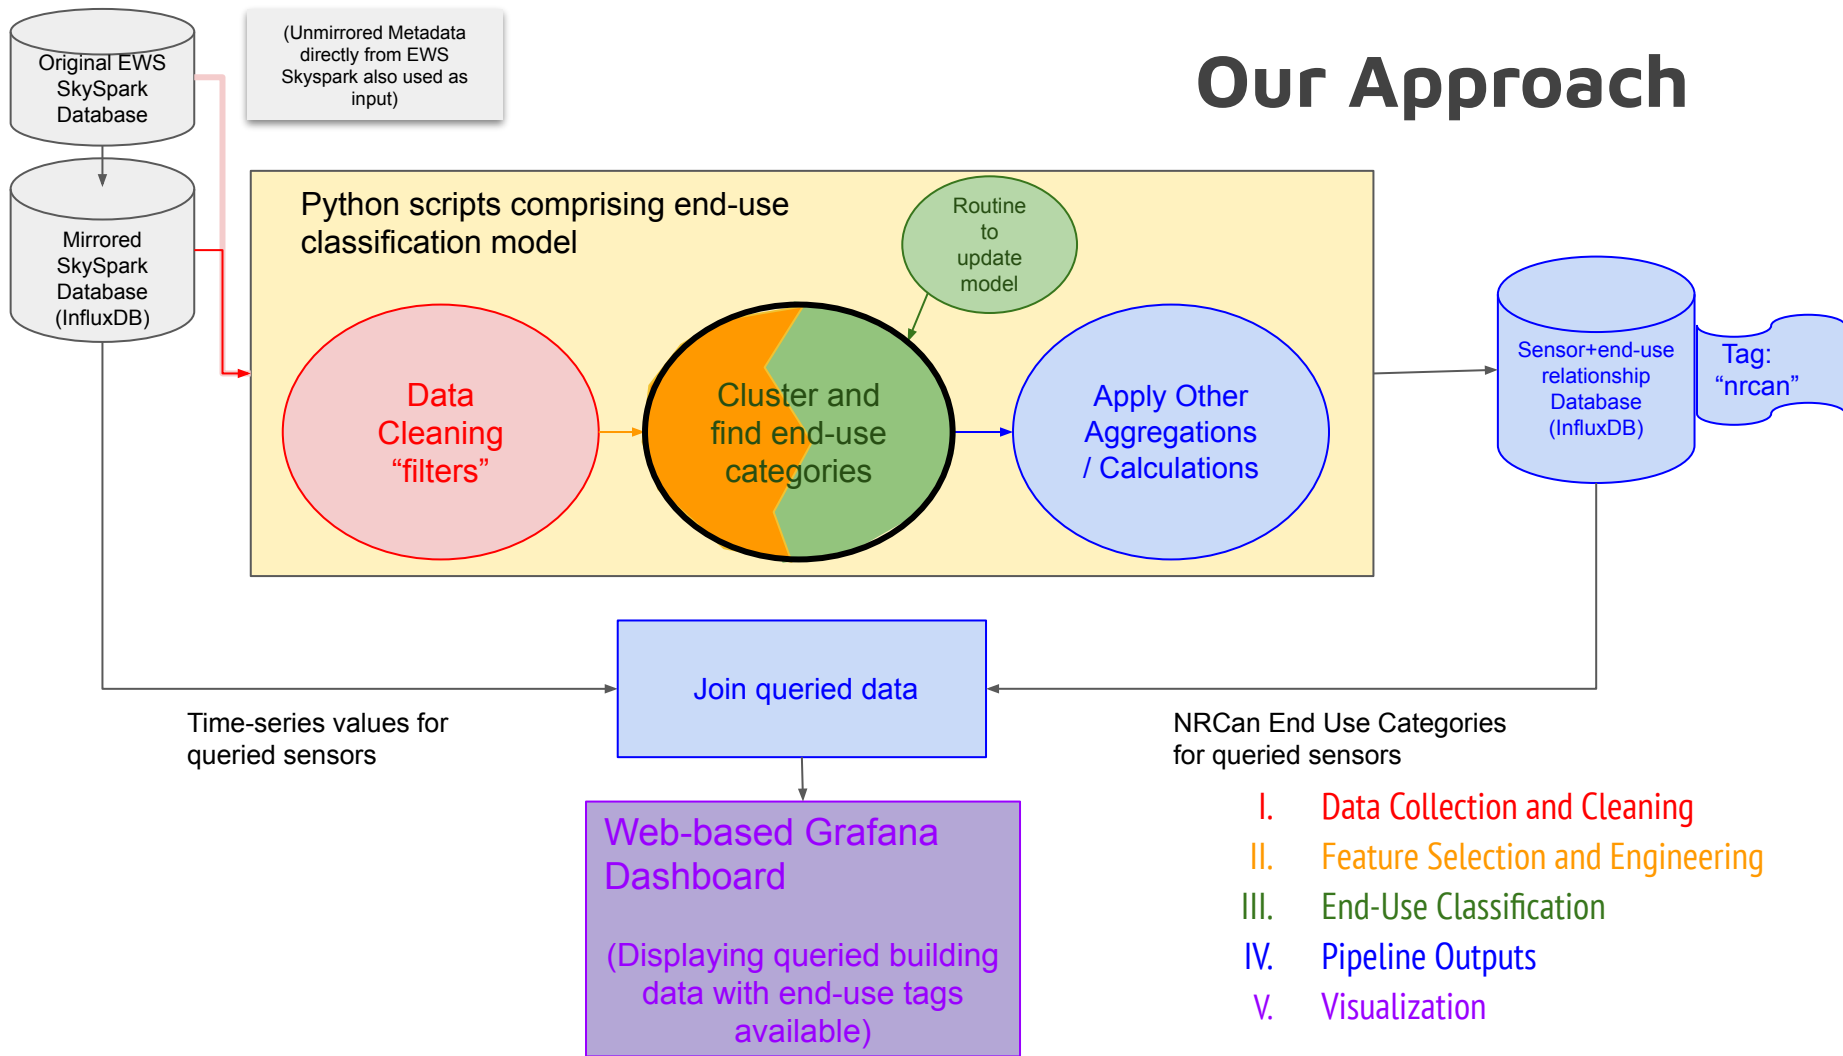 Our Approach
Original EWS
SkySpark
Database
(Unmirrored Metadata
directly from EWS
Skyspark also used as
input)
Mirrored
SkySpark
Database
(InfluxDB)
Python scripts comprising end-use
classification model
Routine
to
update
model
Data
Cleaning
“filters”
Cluster and
find end-use
categories
Apply Other
Aggregations
/ Calculations
Sensor+end-use
relationship
Database
(InfluxDB)
Tag:
“nrcan”
Join queried data
Time-series values for
queried sensors
NRCan End Use Categories
for queried sensors
Web-based Grafana
Dashboard
(Displaying queried building
data with end-use tags
available)
I. Data Collection and Cleaning
II. Feature Selection and Engineering
III. End-Use Classification
IV. Pipeline Outputs
V. Visualization